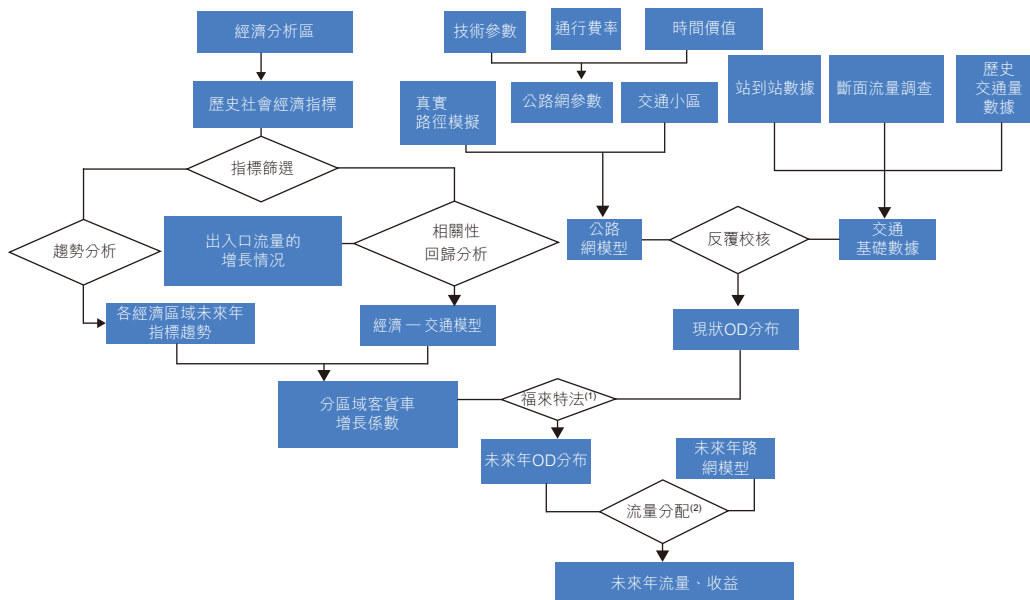 經濟分析區
技術參數
通行費率
時間價值
歷史社會經濟指標
真實
路徑模擬
公路網參數
交通小區
站到站數據
斷面流量調查
歷史
交通量
數據
指標篩選
趨勢分析
出入口流量的
增長情況
相關性
回歸分析
公路
網模型
反覆校核
交通
基礎數據
各經濟區域未來年
指標趨勢
經濟 — 交通模型
現狀OD分布
分區域客貨車
增長係數
福來特法(1)
未來年OD分布
未來年路
網模型
流量分配(2)
未來年流量、收益